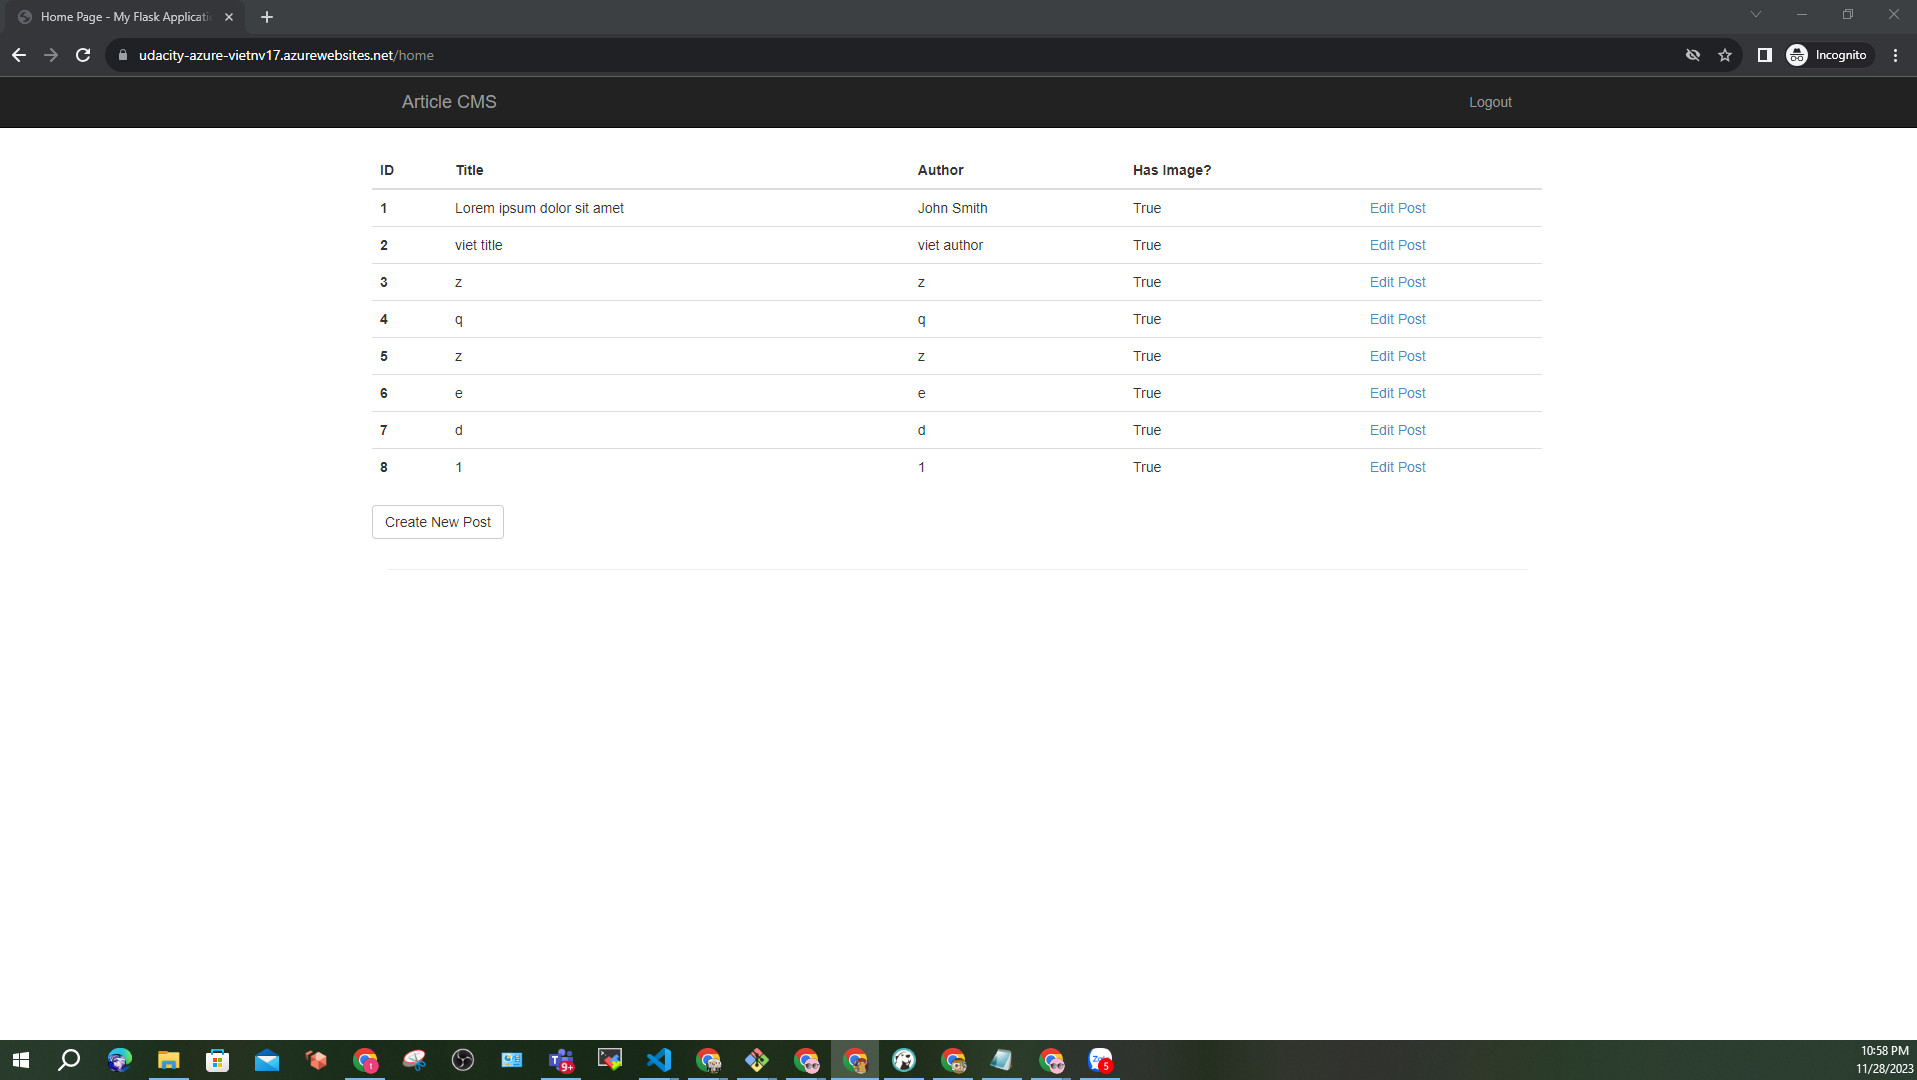 Home Page - My Flask Applicati
udacity-azure-vietnv17.azurewebsites.net/home
Incognito
Article CMS
Logout
ID Title Author Has Image?
1 Lorem ipsum dolor sit amet John Smith True Edit Post
2 viet title viet author True Edit Post
3 z z True Edit Post
4 q q True Edit Post
5 z z True Edit Post
6 e e True Edit Post
7 d d True Edit Post
8 1 1 True Edit Post
Create New Post
1
9+
5
10:58 PM
11/28/2023